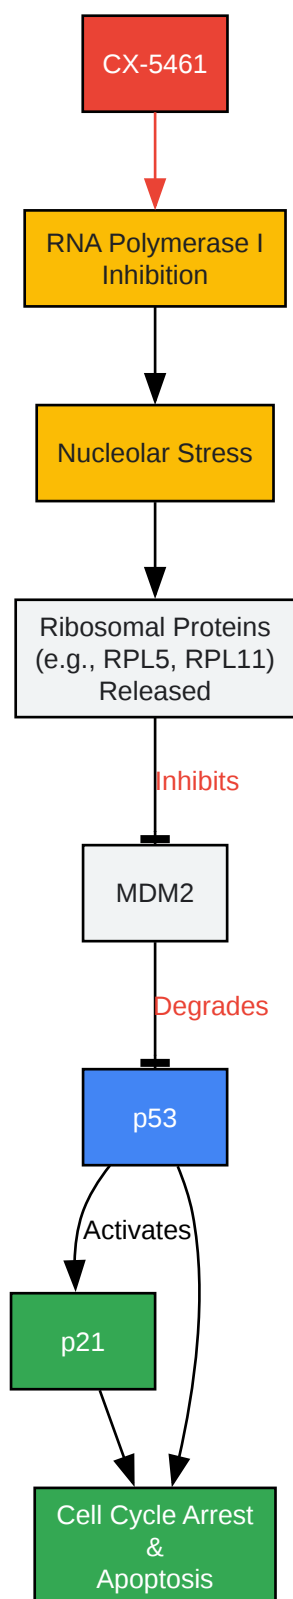 CX-5461
RNA Polymerase I
Inhibition
Nucleolar Stress
Ribosomal Proteins
(e.g., RPL5, RPL11)
Released
Inhibits
MDM2
Degrades
p53
Activates
p21
Cell Cycle Arrest
&
Apoptosis